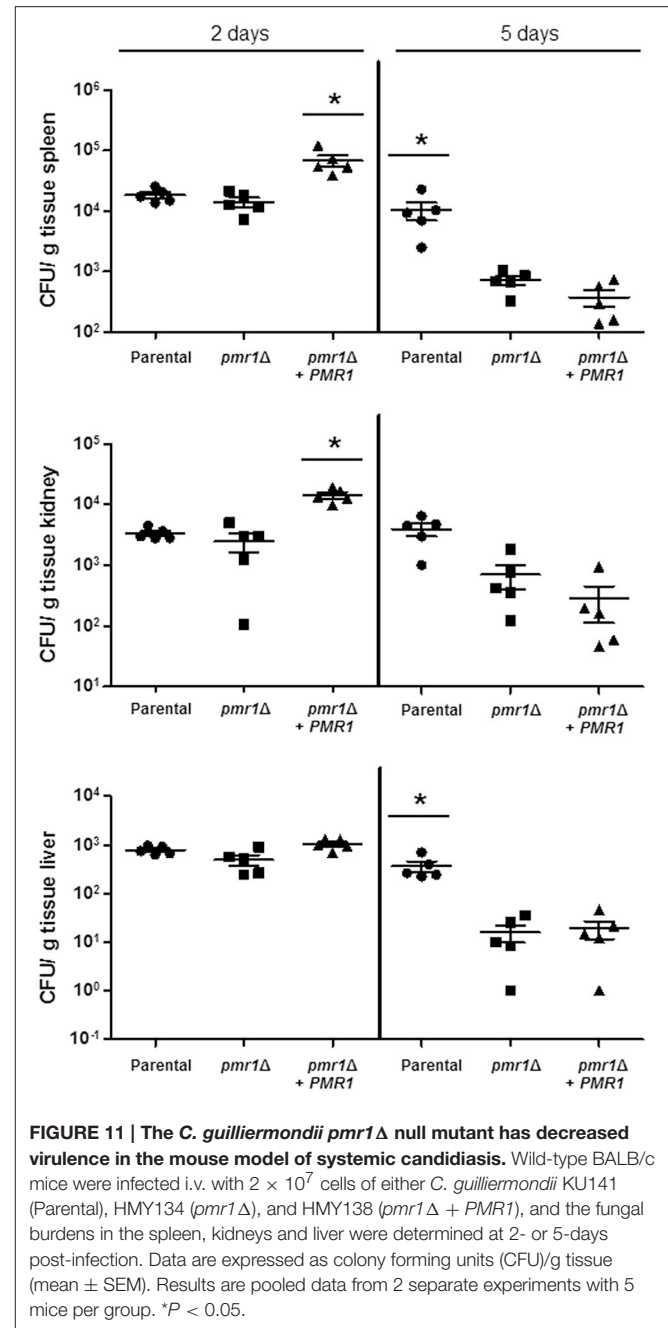 2 days 5 days
CFU/ g tissue spleen
*
*
10⁶
10⁵
10⁴
10³
10²
Parental pmr1Δ pmr1Δ + PMR1 Parental pmr1Δ pmr1Δ + PMR1
CFU/ g tissue kidney
*
10⁵
10⁴
10³
10²
10¹
Parental pmr1Δ pmr1Δ + PMR1 Parental pmr1Δ pmr1Δ + PMR1
CFU/ g tissue liver
*
10⁴
10³
10²
10¹
10⁰
10⁻¹
Parental pmr1Δ pmr1Δ + PMR1 Parental pmr1Δ pmr1Δ + PMR1
FIGURE 11 | The C. guilliermondii pmr1Δ null mutant has decreased
virulence in the mouse model of systemic candidiasis. Wild-type BALB/c
mice were infected i.v. with 2 × 10⁷ cells of either C. guilliermondii KU141
(Parental), HMY134 (pmr1Δ), and HMY138 (pmr1Δ + PMR1), and the fungal
burdens in the spleen, kidneys and liver were determined at 2- or 5-days
post-infection. Data are expressed as colony forming units (CFU)/g tissue
(mean ± SEM). Results are pooled data from 2 separate experiments with 5
mice per group. *P < 0.05.